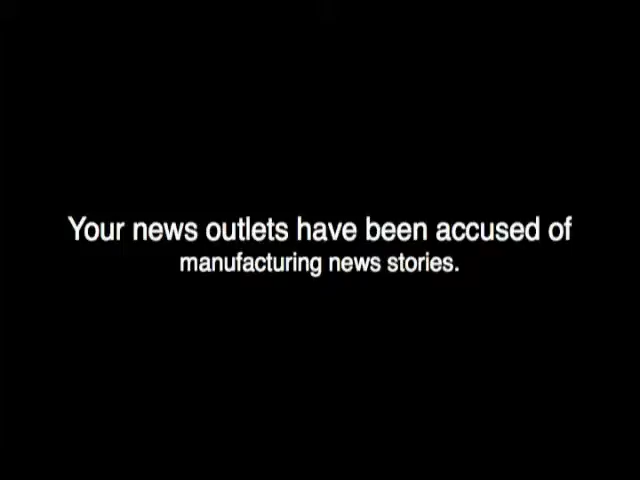 Your news outlets have been accused of
manufacturing news stories.